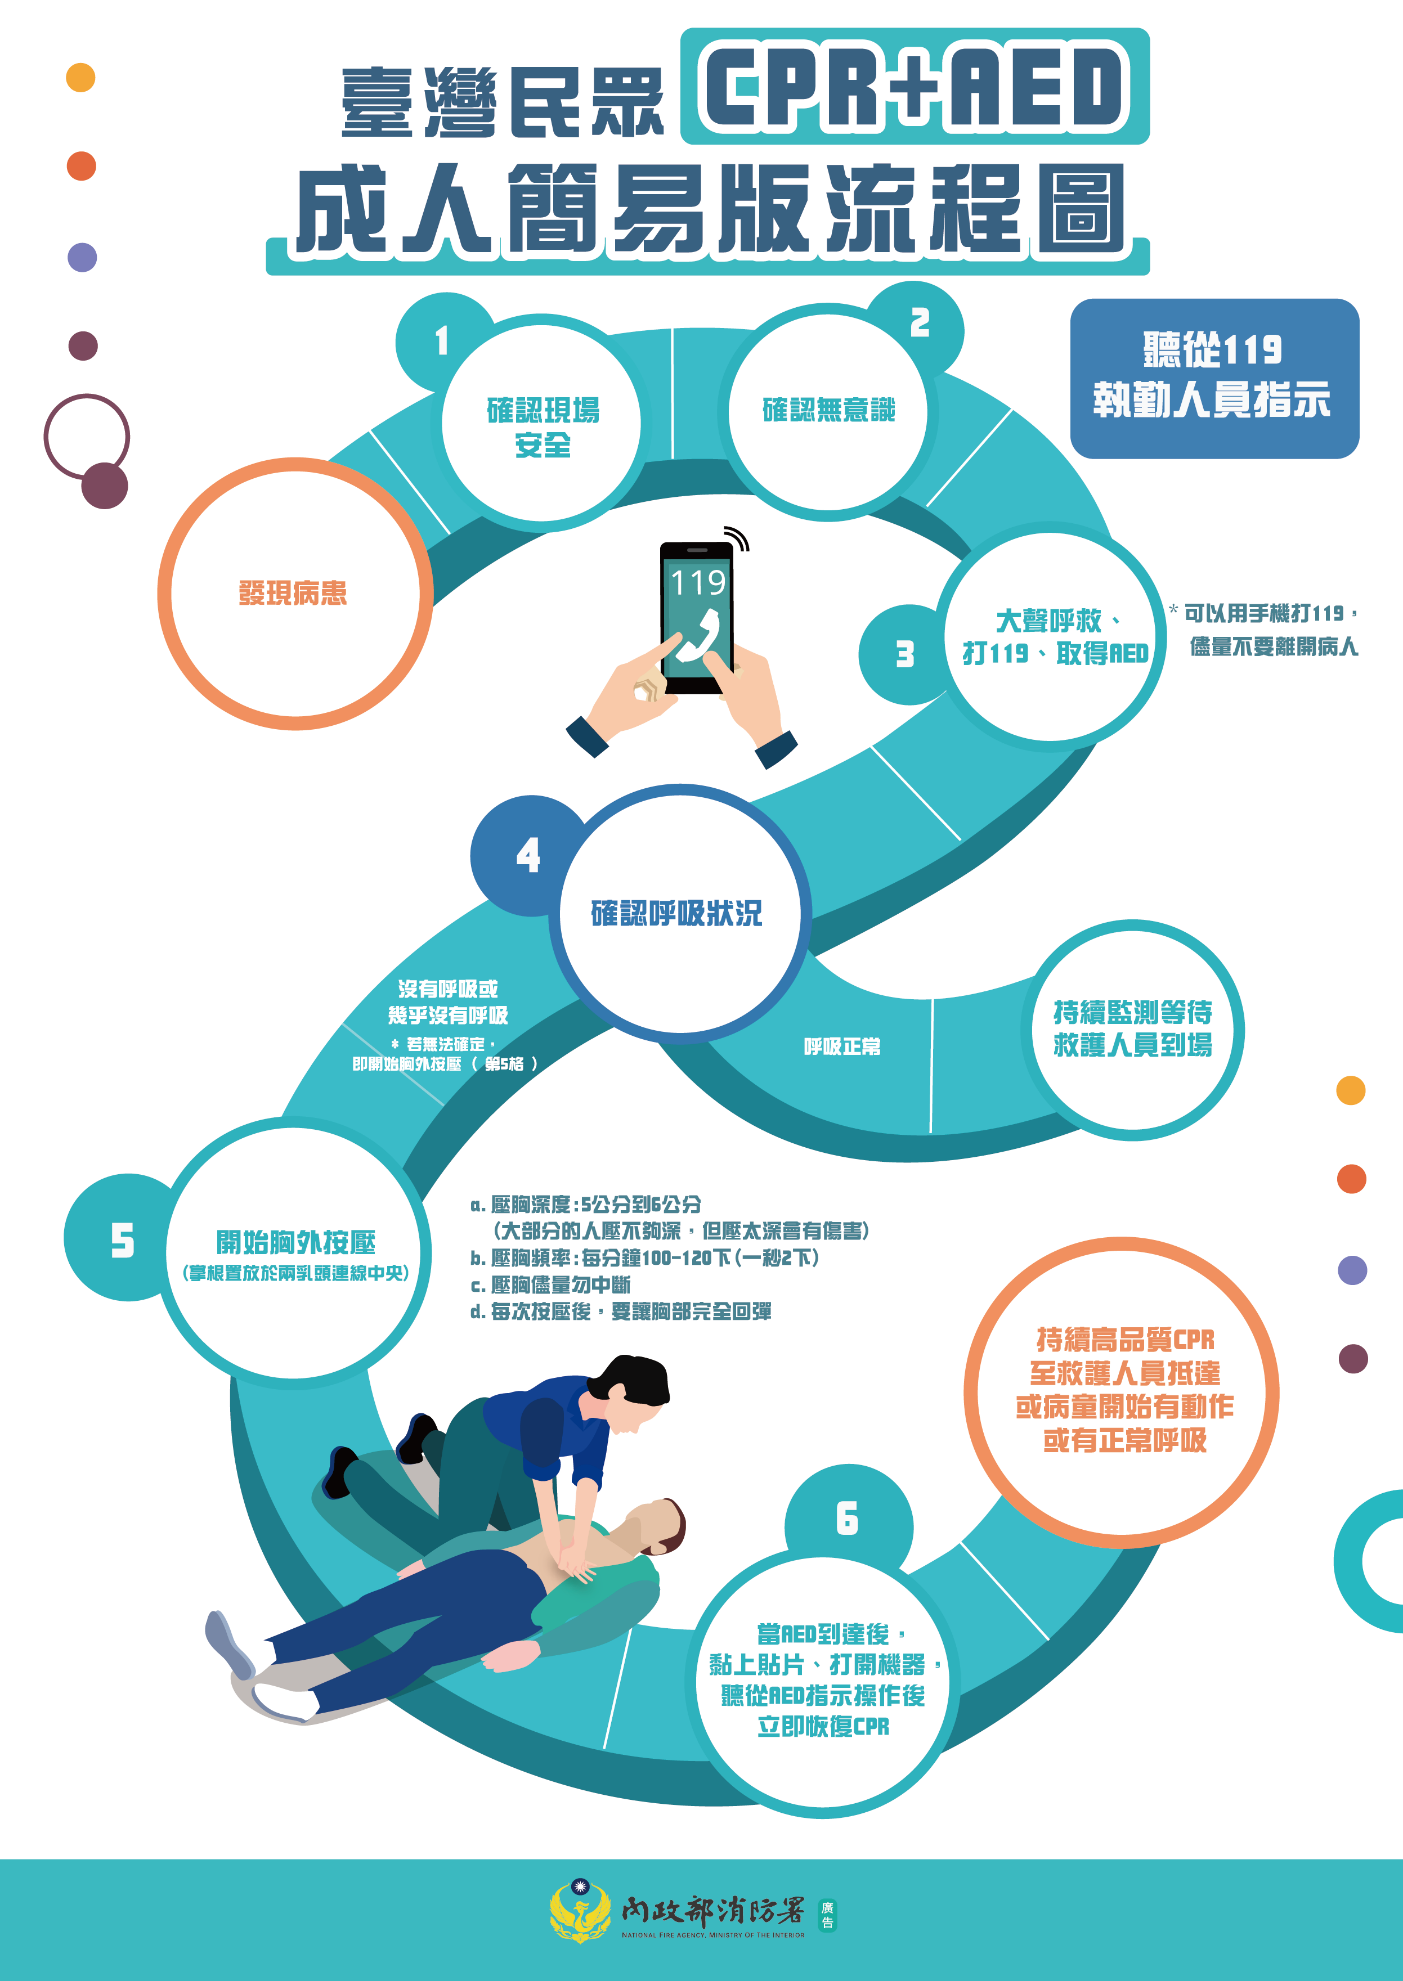 臺灣民眾 CPR+AED
成人簡易版流程圖
聽從119
執勤人員指示
發現病患
1
確認現場
安全
2
確認無意識
119
3
大聲呼救、
打119、取得AED
* 可以用手機打119，
儘量不要離開病人
4
確認呼吸狀況
沒有呼吸或
幾乎沒有呼吸
* 若無法確定，
即開始胸外按壓（第5格）
呼吸正常
持續監測等待
救護人員到場
5
開始胸外按壓
(掌根置放於兩乳頭連線中央)
a. 壓胸深度:5公分到6公分
(大部分的人壓不夠深，但壓太深會有傷害)
b. 壓胸頻率:每分鐘100-120下(一秒2下)
c. 壓胸儘量勿中斷
d. 每次按壓後，要讓胸部完全回彈
6
當AED到達後，
黏上貼片、打開機器，
聽從AED指示操作後
立即恢復CPR
持續高品質CPR
至救護人員抵達
或病童開始有動作
或有正常呼吸
內政部消防署
廣告
NATIONAL FIRE AGENCY, MINISTRY OF THE INTERIOR